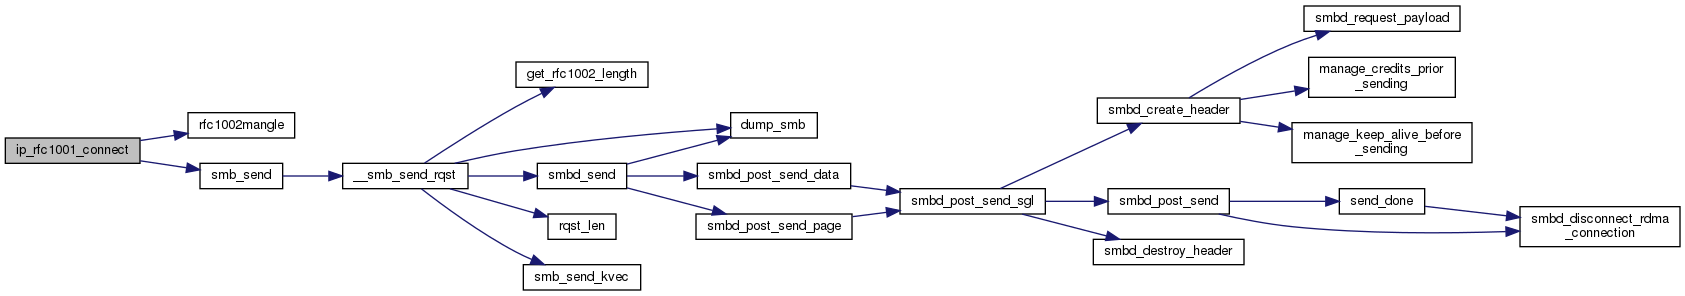 ip_rfc1001_connect
rfc1002mangle
smb_send
__smb_send_rqst
get_rfc1002_length
dump_smb
smbd_send
rqst_len
smb_send_kvec
smbd_post_send_data
smbd_post_send_page
smbd_post_send_sgl
smbd_create_header
smbd_request_payload
manage_credits_prior
_sending
manage_keep_alive_before
_sending
smbd_post_send
smbd_destroy_header
send_done
smbd_disconnect_rdma
_connection